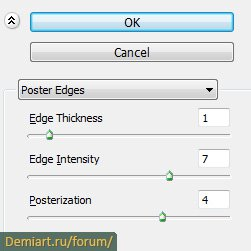 OK
Cancel
Poster Edges
Edge Thickness 1
Edge Intensity 7
Posterization 4
Demiart.ru/forum/